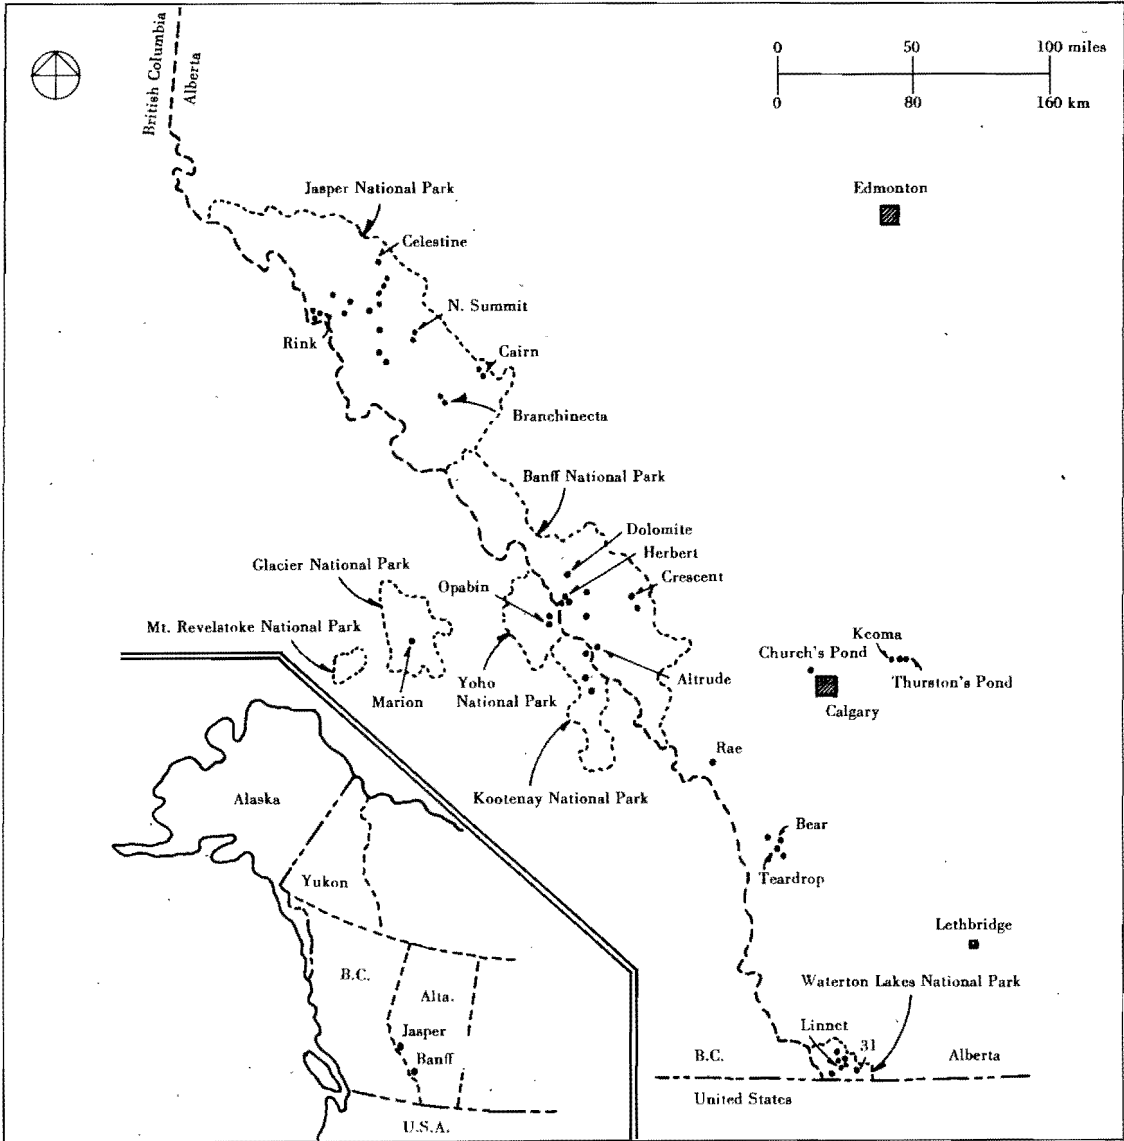 0 50 100 miles
0 80 160 km
British Columbia
Alberta
Edmonton
Jasper National Park
Celestine
N. Summit
Rink
Cairn
Branchinecta
Banff National Park
Dolomite
Herbert
Crescent
Glacier National Park
Opabin
Mt. Revelstoke National Park
Keoma
Church's Pond
Thurston's Pond
Marion
Yoho
National Park
Altrude
Calgary
Rae
Kootenay National Park
Alaska
Bear
Teardrop
Yukon
Lethbridge
B.C.
Alta.
Waterton Lakes National Park
Linnet
31
Jasper
Banff
B.C.
Alberta
United States
U.S.A.